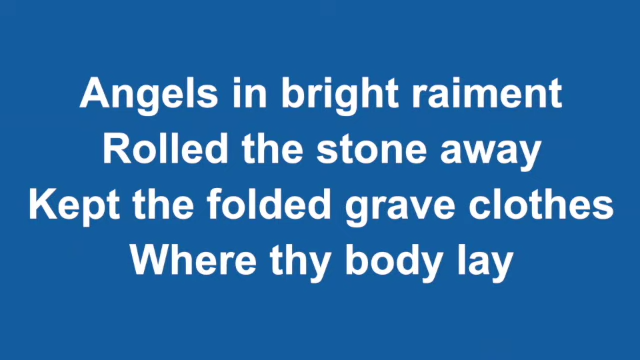 Angels in bright raiment
Rolled the stone away
Kept the folded grave clothes
Where thy body lay